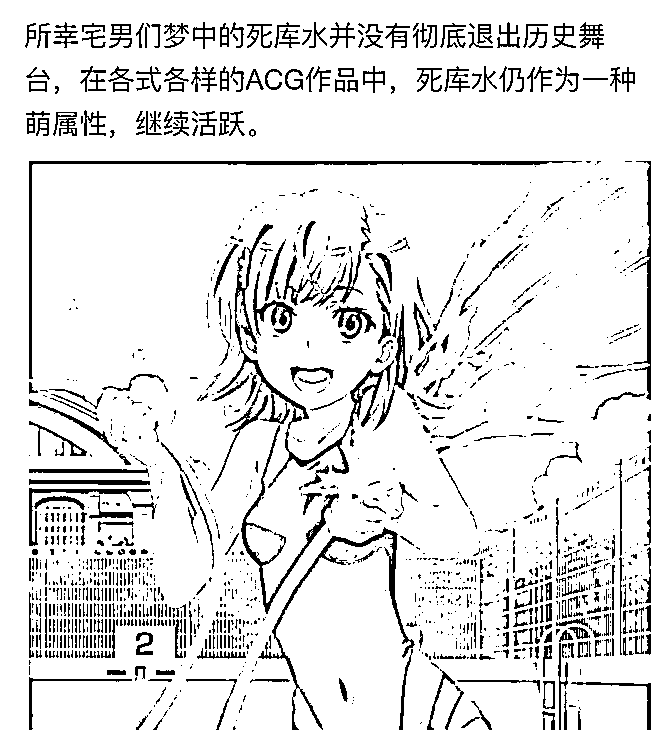 所幸宅男们梦中的死库水并没有彻底退出历史舞
台，在各式各样的ACG作品中，死库水仍作为一种
萌属性，继续活跃。
2